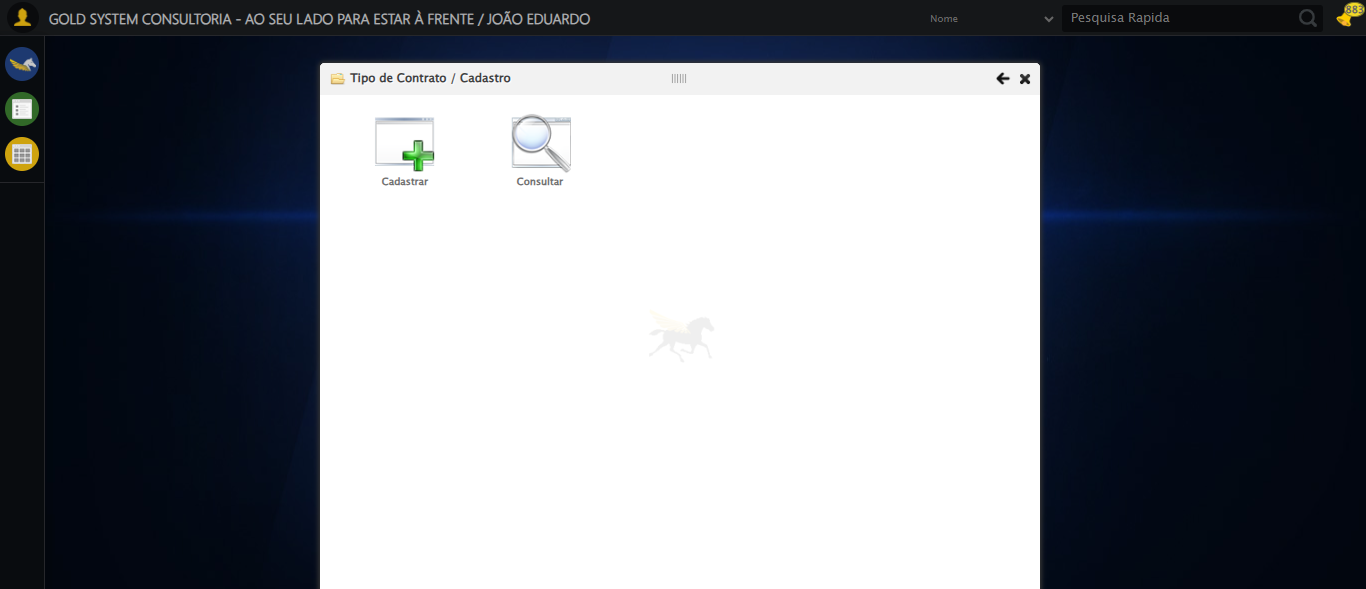 GOLD SYSTEM CONSULTORIA - AO SEU LADO PARA ESTAR À FRENTE / JOÃO EDUARDO
Nome
Pesquisa Rapida
883
Tipo de Contrato / Cadastro
Cadastrar
Consultar